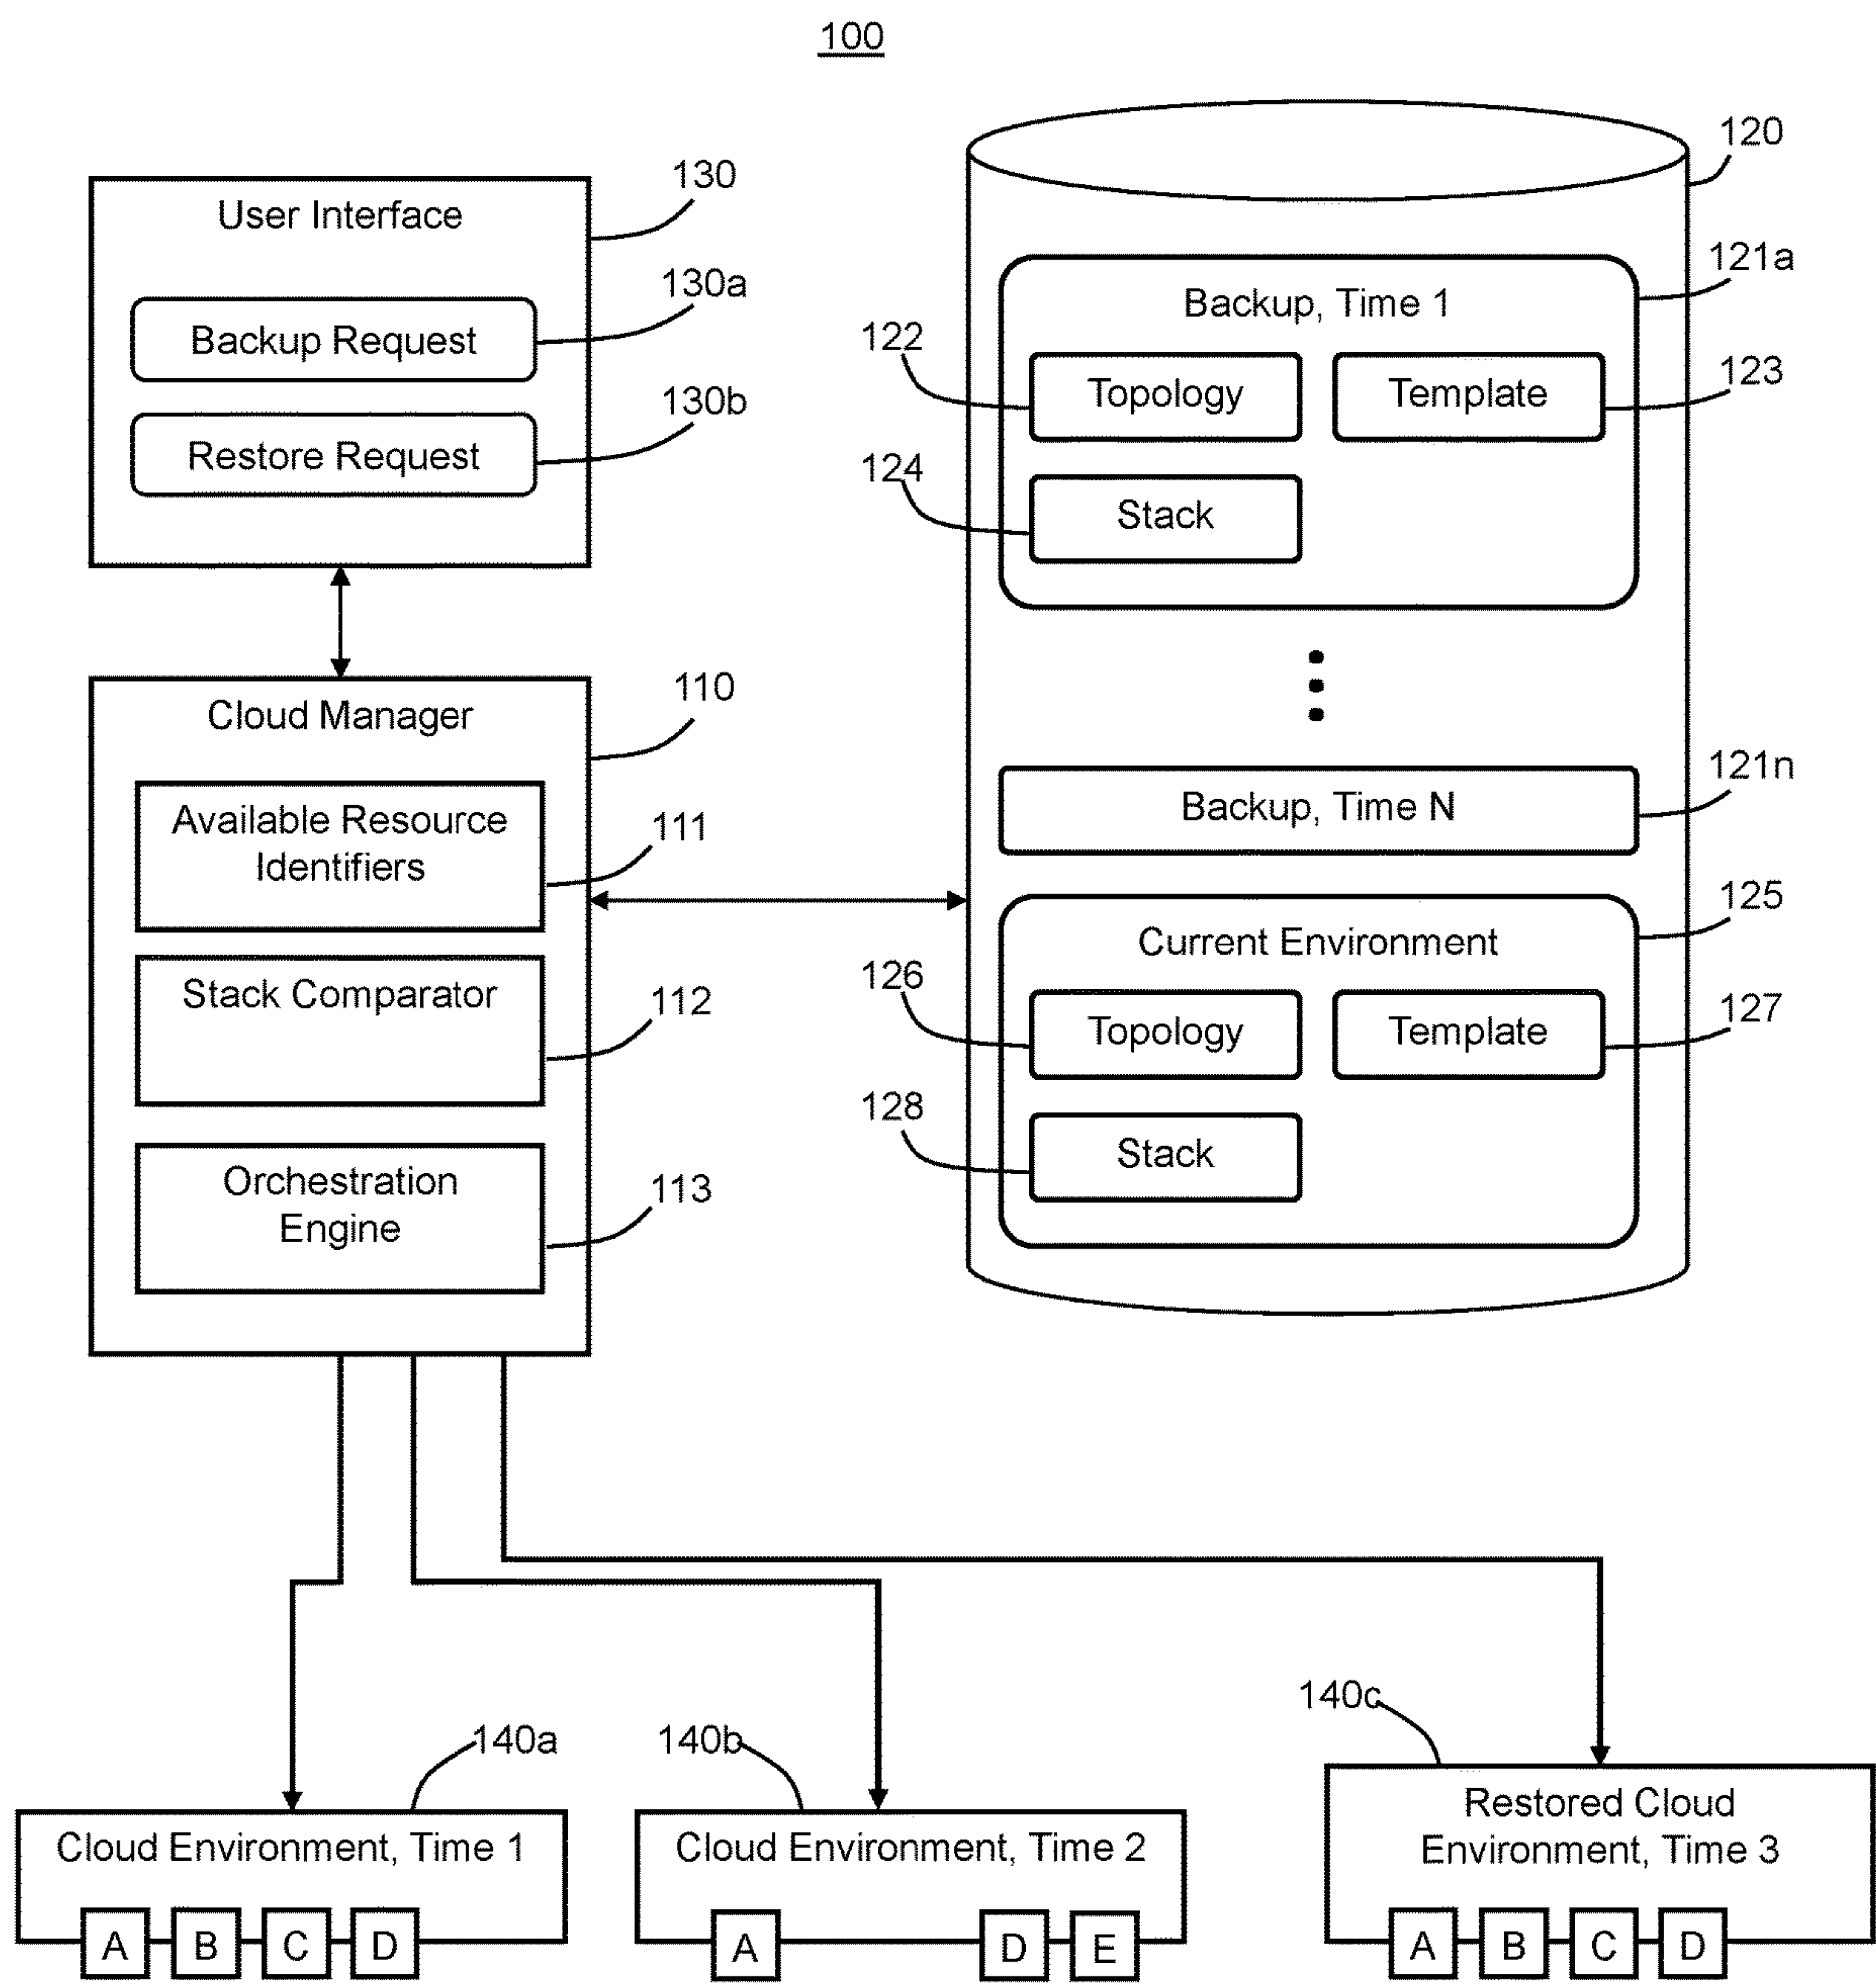 100
120
130
User Interface
130a
Backup Request
130b
Restore Request
121a
Backup, Time 1
122
Topology
Template
123
124
Stack
110
Cloud Manager
Available Resource
Identifiers
111
Stack Comparator
112
Orchestration
Engine
113
121n
Backup, Time N
125
Current Environment
126
Topology
Template
127
128
Stack
140a
Cloud Environment, Time 1
A B C D
140b
Cloud Environment, Time 2
A D E
140c
Restored Cloud
Environment, Time 3
A B C D